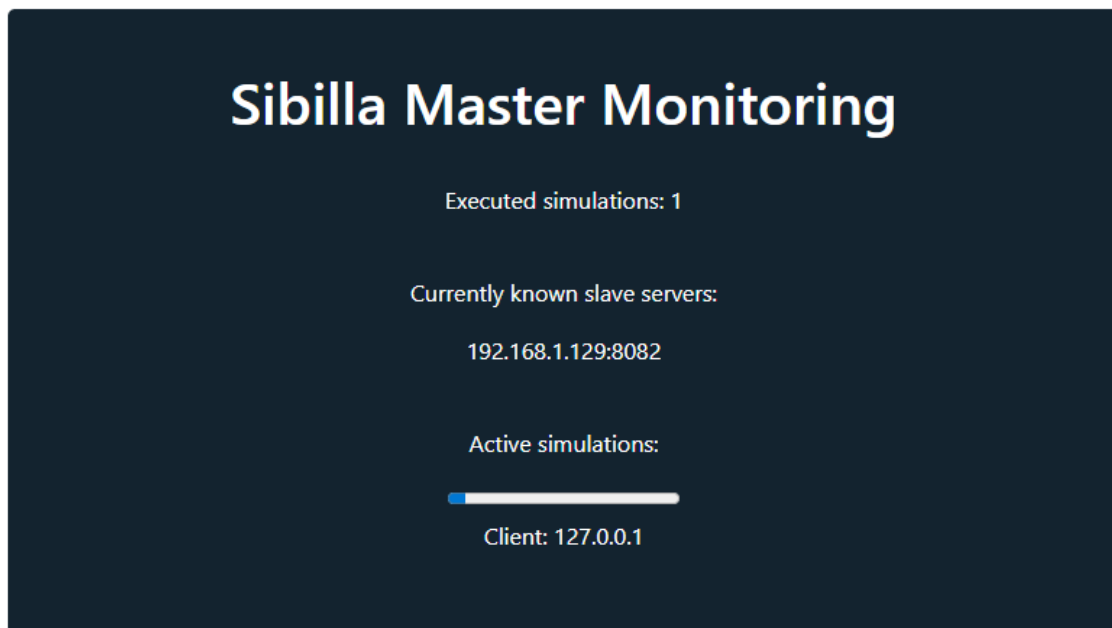 Sibilla Master Monitoring
Executed simulations: 1
Currently known slave servers:
192.168.1.129:8082
Active simulations:
Client: 127.0.0.1